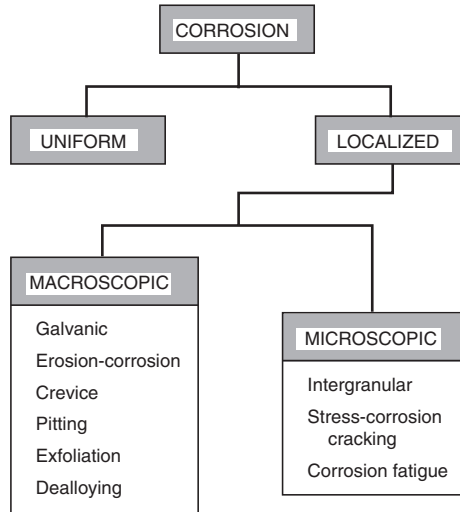 CORROSION
UNIFORM
LOCALIZED
MACROSCOPIC
Galvanic
Erosion-corrosion
Crevice
Pitting
Exfoliation
Dealloying
MICROSCOPIC
Intergranular
Stress-corrosion
cracking
Corrosion fatigue